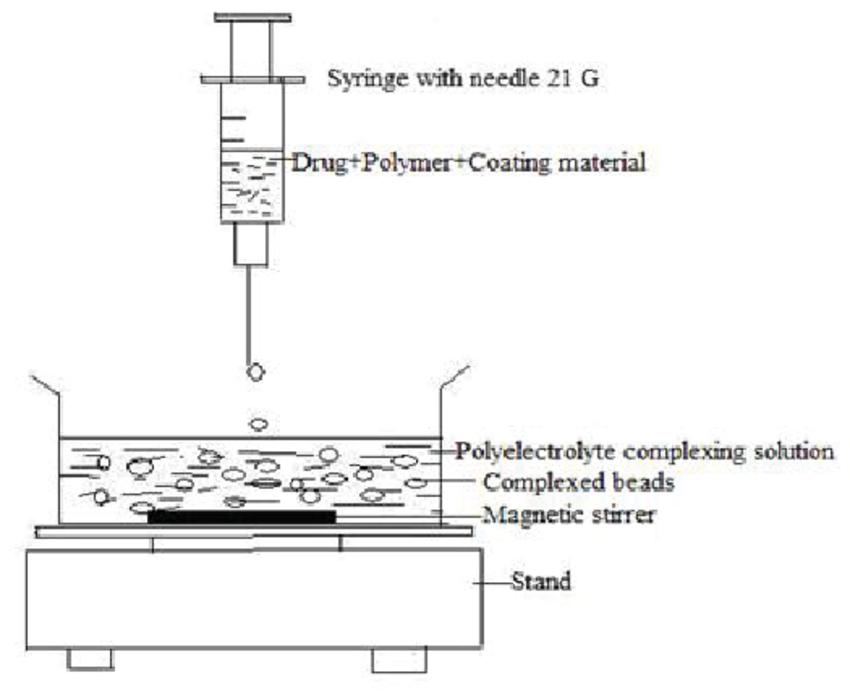 Syringe with needle 21 G
Drug+Polymer+Coating material
Polyelectrolyte complexing solution
Complexed beads
Magnetic stirrer
Stand